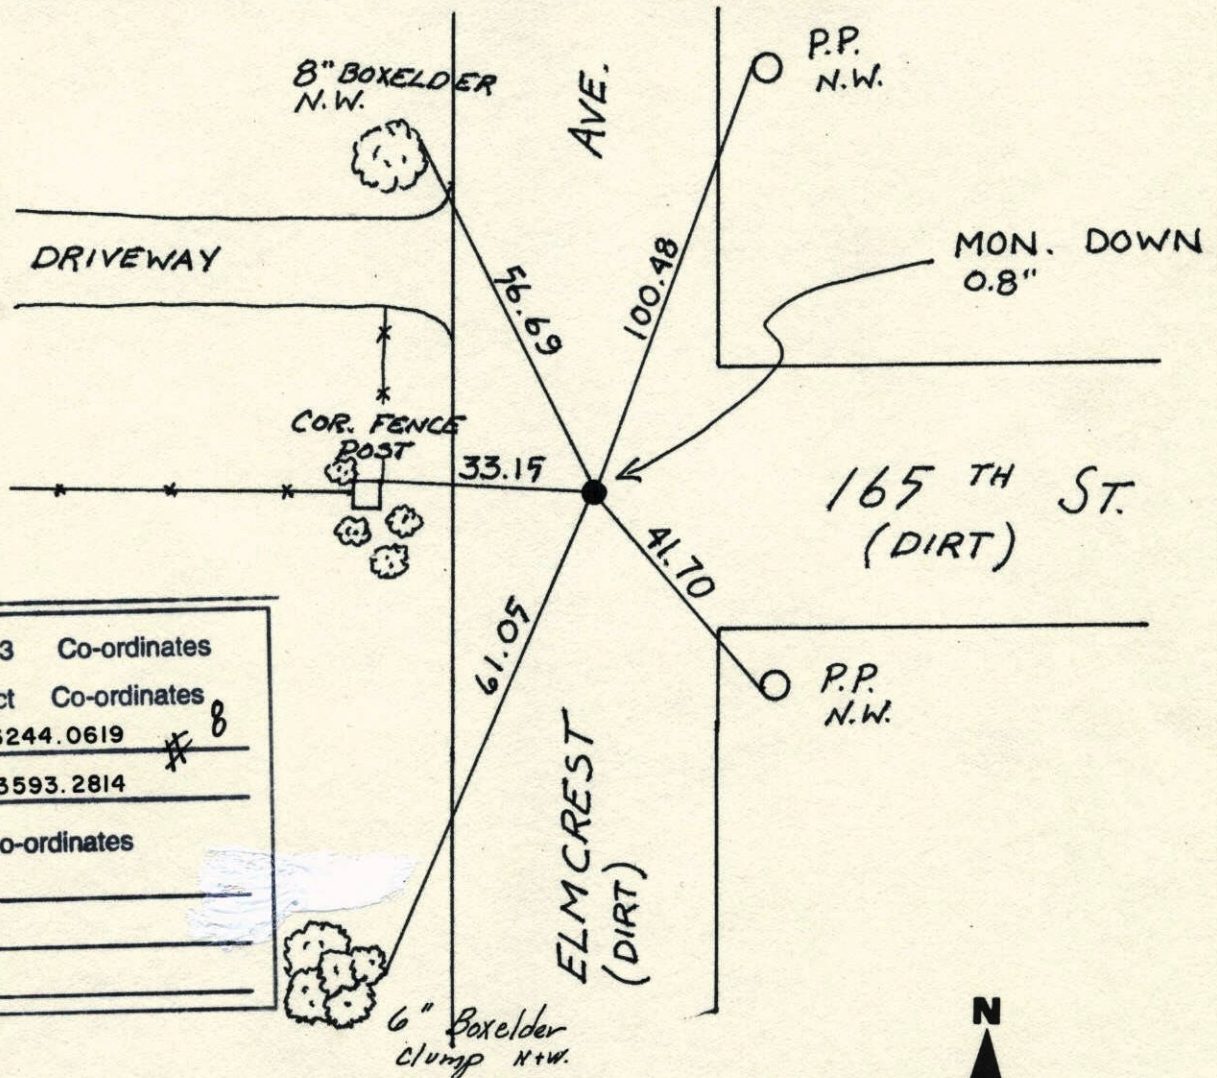 8" BOXELDER
N.W.
AVE.
P.P.
N.W.
DRIVEWAY
56.69
100.48
MON. DOWN
0.8"
COR. FENCE
POST
33.15
165 TH ST.
(DIRT)
41.70
61.05
3 Co-ordinates
ct Co-ordinates
6244.0619
# 8
3593.2814
o-ordinates
P.P.
N.W.
ELMCREST
(DIRT)
6" Boxelder
Clump N+W.
N